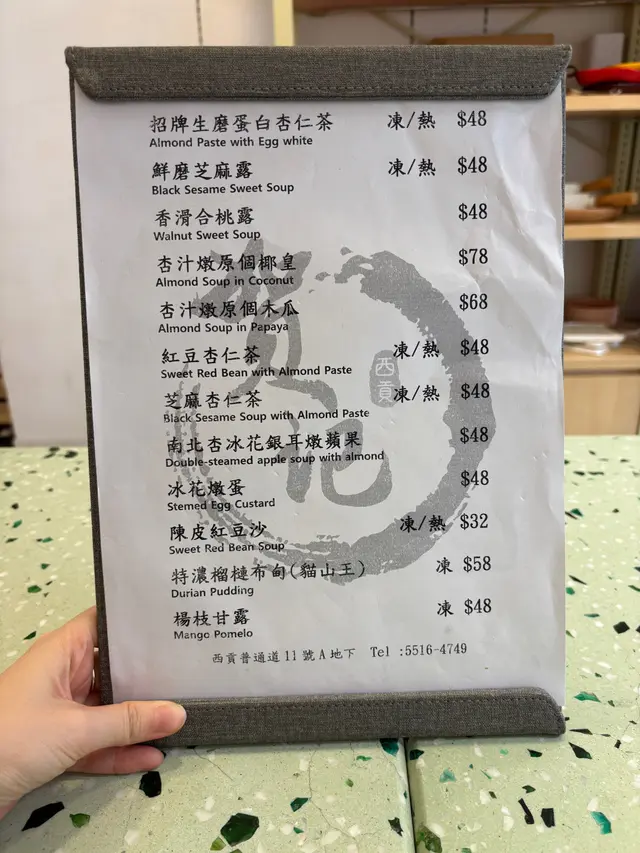 招牌生磨蛋白杏仁茶 凍/熱 $48
Almond Paste with Egg white
鮮磨芝麻露 凍/熱 $48
Black Sesame Sweet Soup
香滑合桃露 $48
Walnut Sweet Soup
杏汁燉原個椰皇 $78
Almond Soup in Coconut
杏汁燉原個木瓜 $68
Almond Soup in Papaya
紅豆杏仁茶 凍/熱 $48
Sweet Red Bean with Almond Paste
芝麻杏仁茶 凍/熱 $48
Black Sesame Soup with Almond Paste
南北杏冰花銀耳燉蘋果 $48
Double-steamed apple soup with almond
冰花燉蛋 $48
Stemed Egg Custard
陳皮紅豆沙 凍/熱 $32
Sweet Red Bean Soup
特濃榴槤布甸(貓山王) 凍 $58
Durian Pudding
楊枝甘露 凍 $48
Mango Pomelo
西貢普通道11號A地下 Tel :5516-4749
西貢
記